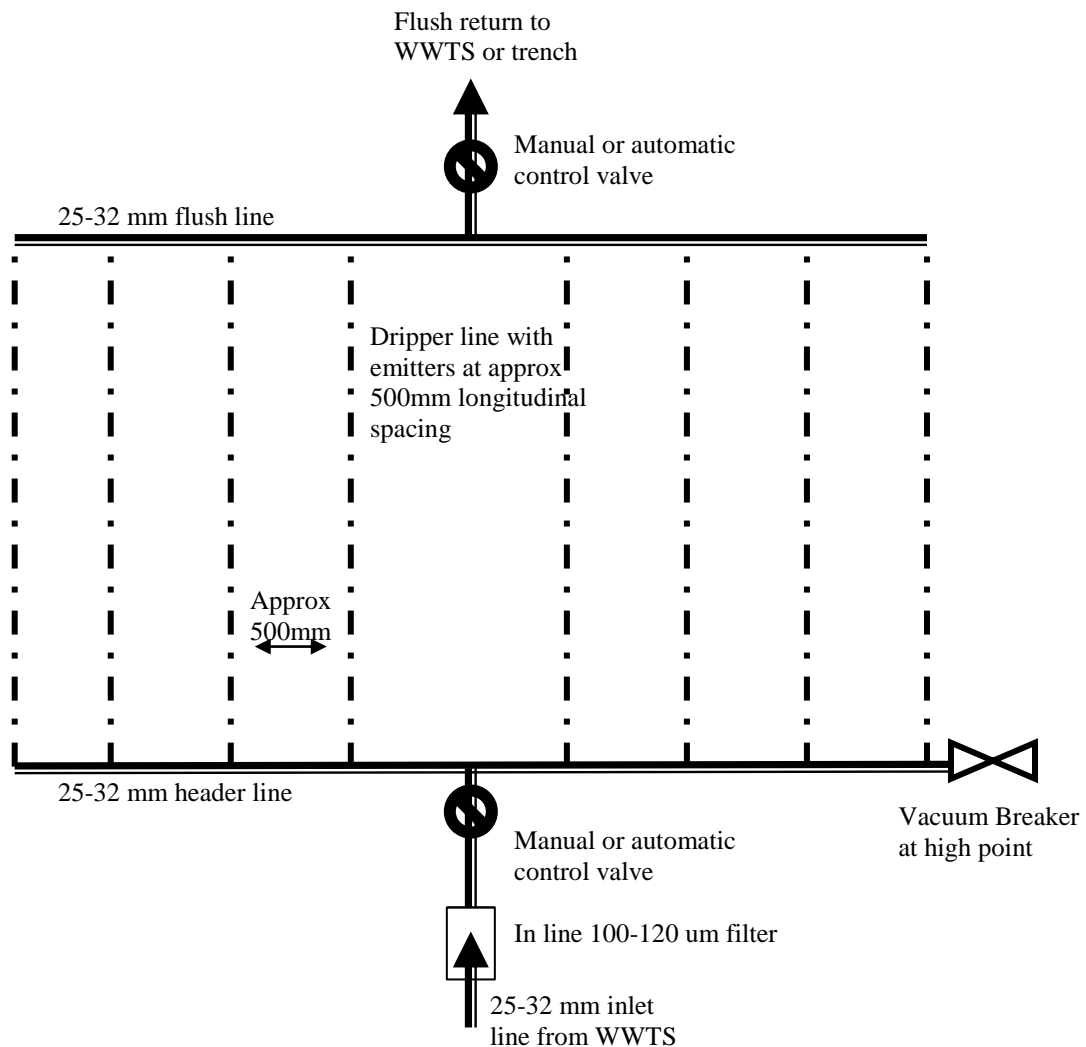 Flush return to
WWTS or trench
Manual or automatic
control valve
25-32 mm flush line
Dripper line with
emitters at approx
500mm longitudinal
spacing
Approx
500mm
25-32 mm header line
Vacuum Breaker
at high point
Manual or automatic
control valve
In line 100-120 um filter
25-32 mm inlet
line from WWTS